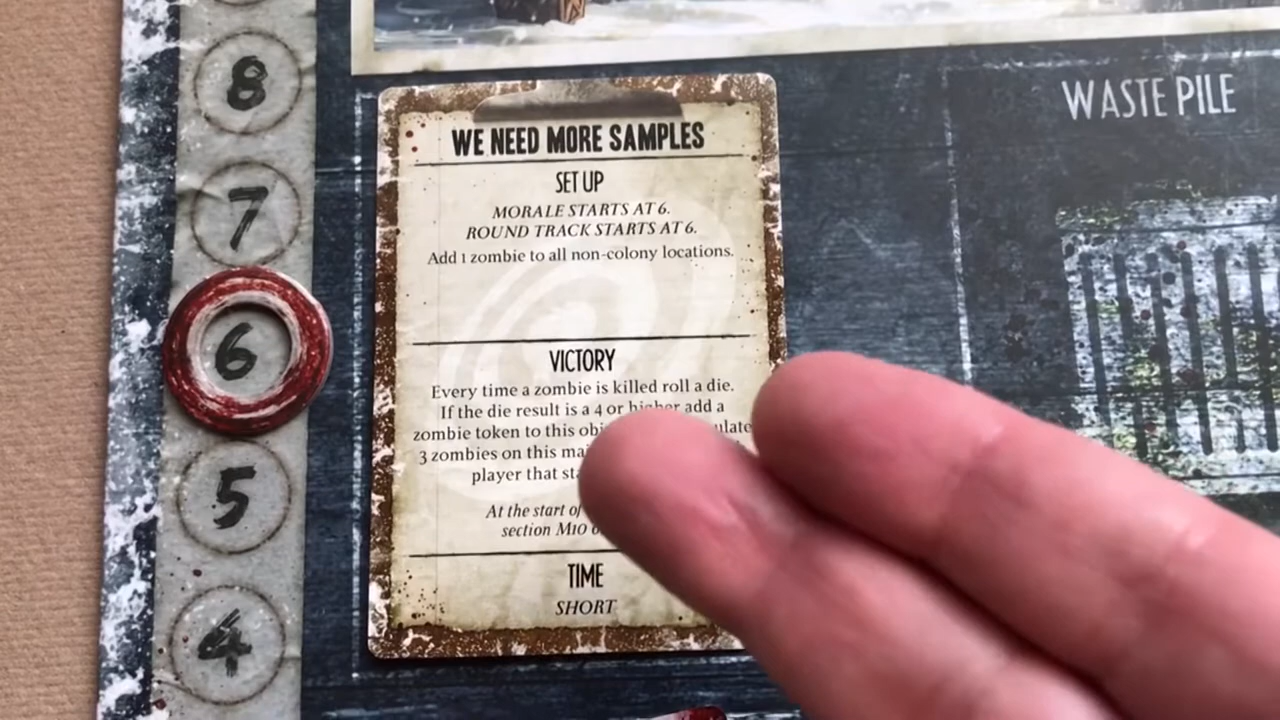 8
7
6
5
4
WE NEED MORE SAMPLES
SET UP
MORALE STARTS AT 6.
ROUND TRACK STARTS AT 6.
Add 1 zombie to all non-colony locations.
VICTORY
Every time a zombie is killed roll a die.
If the die result is a 4 or higher add a
zombie token to this
3 zombies on this
player that
At the start of
section M10
TIME
SHORT
WASTE PILE